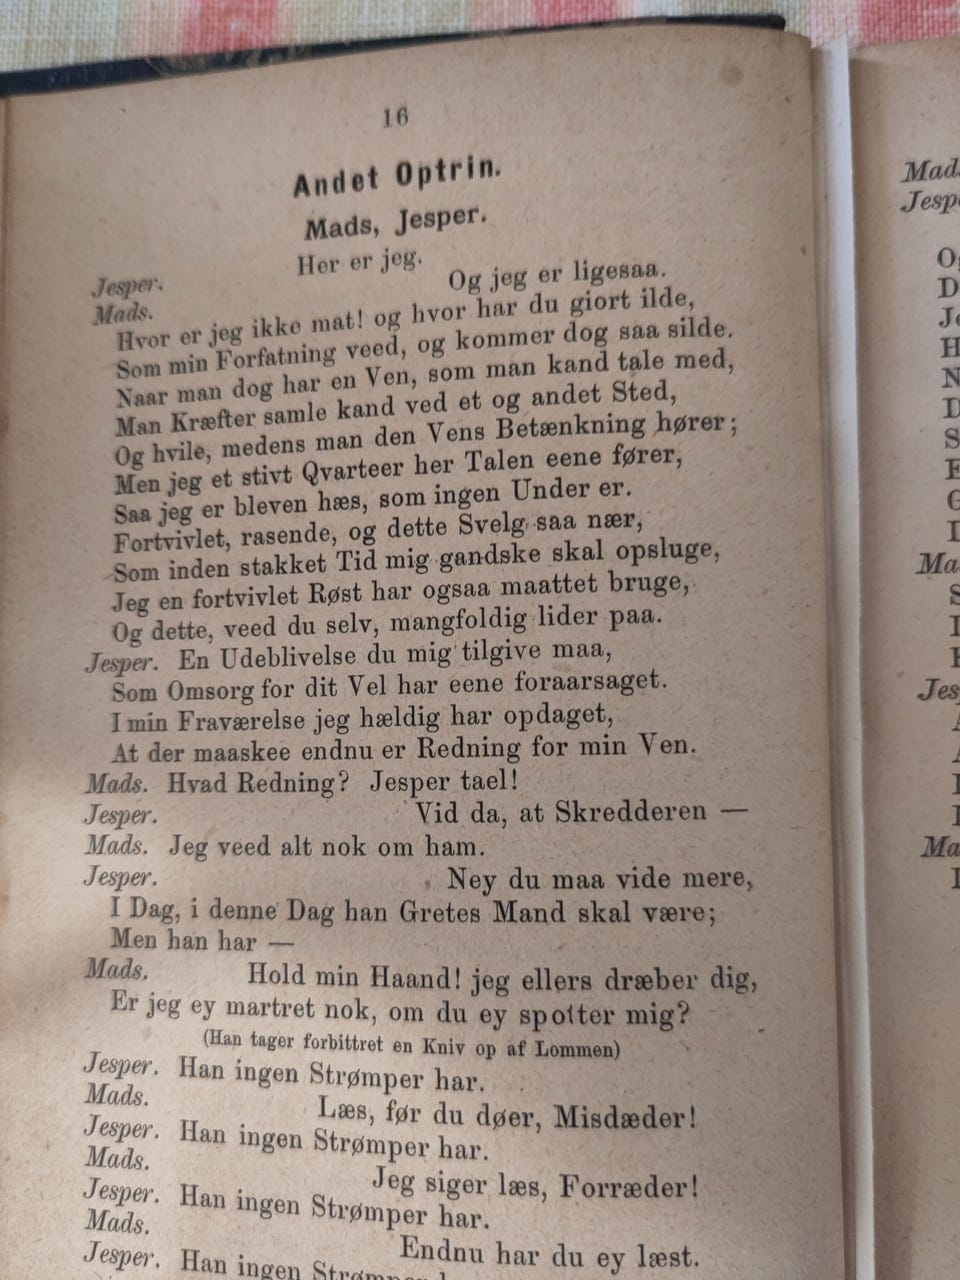 16
Andet Optrin.
Mads, Jesper.
Jesper. Her er jeg.
Mads. Og jeg er ligesaa.
Hvor er jeg ikke mat! og hvor har du giort ilde,
Som min Forfatning veed, og kommer dog saa silde.
Naar man dog har en Ven, som man kand tale med,
Man Kræfter samle kand ved et og andet Sted,
Og hvile, medens man den Vens Betænkning hører;
Men jeg et stivt Qvarteer her Talen eene fører,
Saa jeg er bleven hæs, som ingen Under er.
Fortvivlet, rasende, og dette Svelg saa nær,
Som inden stakket Tid mig gandske skal opsluge,
Jeg en fortvivlet Røst har ogsaa maattet bruge,
Og dette, veed du selv, mangfoldig lider paa.
Jesper. En Udeblivelse du mig tilgive maa,
Som Omsorg for dit Vel har eene foraarsaget.
I min Fraværelse jeg hældig har opdaget,
At der maaskee endnu er Redning for min Ven.
Mads. Hvad Redning? Jesper tael!
Jesper. Vid da, at Skredderen —
Mads. Jeg veed alt nok om ham.
Jesper. Ney du maa vide mere,
I Dag, i denne Dag han Gretes Mand skal være;
Men han har —
Mads. Hold min Haand! jeg ellers dræber dig,
Er jeg ey martret nok, om du ey spotter mig?
(Han tager forbittret en Kniv op af Lommen)
Jesper. Han ingen Strømper har.
Mads. Læs, før du døer, Misdæder!
Jesper. Han ingen Strømper har.
Mads. Jeg siger læs, Forræder!
Jesper. Han ingen Strømper har.
Mads. Endnu har du ey læst.
Jesper. Han ingen